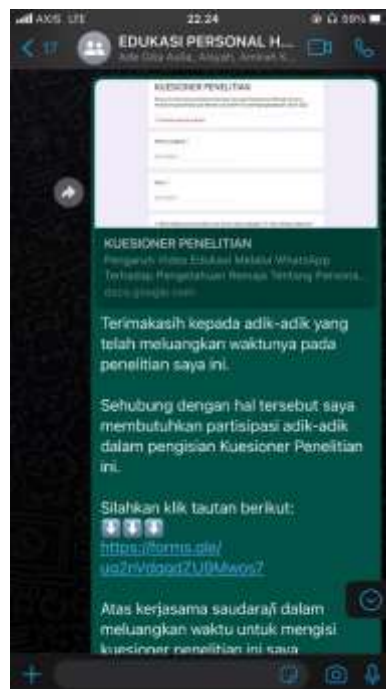 AXIS LTE 22.24
17 EDUKASI PERSONAL H...
KUESIONER PENELITIAN
KUESIONER PENELITIAN
Pengaruh Video Edukasi Melalui WhatsApp
Terhadap Pengetahuan Remaja Tentang Persona...
docs.google.com
Terimakasih kepada adik-adik yang
telah meluangkan waktunya pada
penelitian saya ini.
Sehubung dengan hal tersebut saya
membutuhkan partisipasi adik-adik
dalam pengisian Kuesioner Penelitian
ini.
Silahkan klik tautan berikut:
https://forms.gle/
Atas kerjasama saudara/i dalam
meluangkan waktu untuk mengisi
kuesioner penelitian ini saya